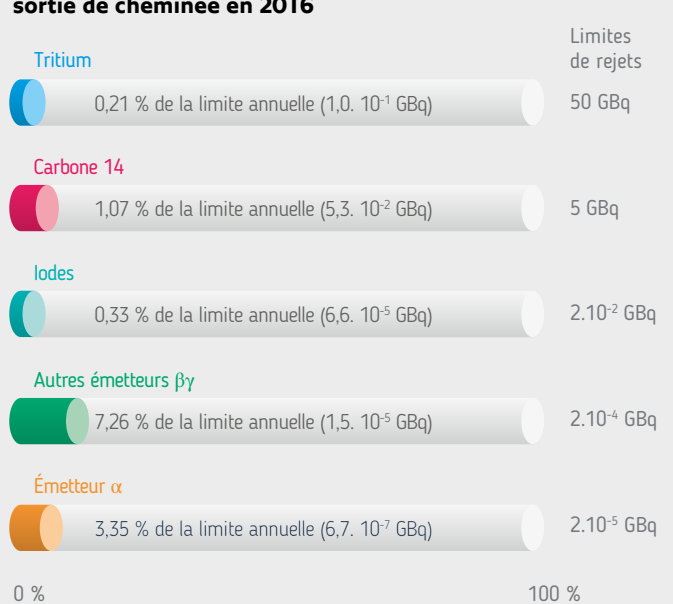 sortie de cheminée en 2016
Limites
de rejets
Tritium
0,21 % de la limite annuelle (1,0. 10⁻¹ GBq)
50 GBq
Carbone 14
1,07 % de la limite annuelle (5,3. 10⁻² GBq)
5 GBq
Iodes
0,33 % de la limite annuelle (6,6. 10⁻⁵ GBq)
2.10⁻² GBq
Autres émetteurs βγ
7,26 % de la limite annuelle (1,5. 10⁻⁵ GBq)
2.10⁻⁴ GBq
Émetteur α
3,35 % de la limite annuelle (6,7. 10⁻⁷ GBq)
2.10⁻⁵ GBq
0 %
100 %